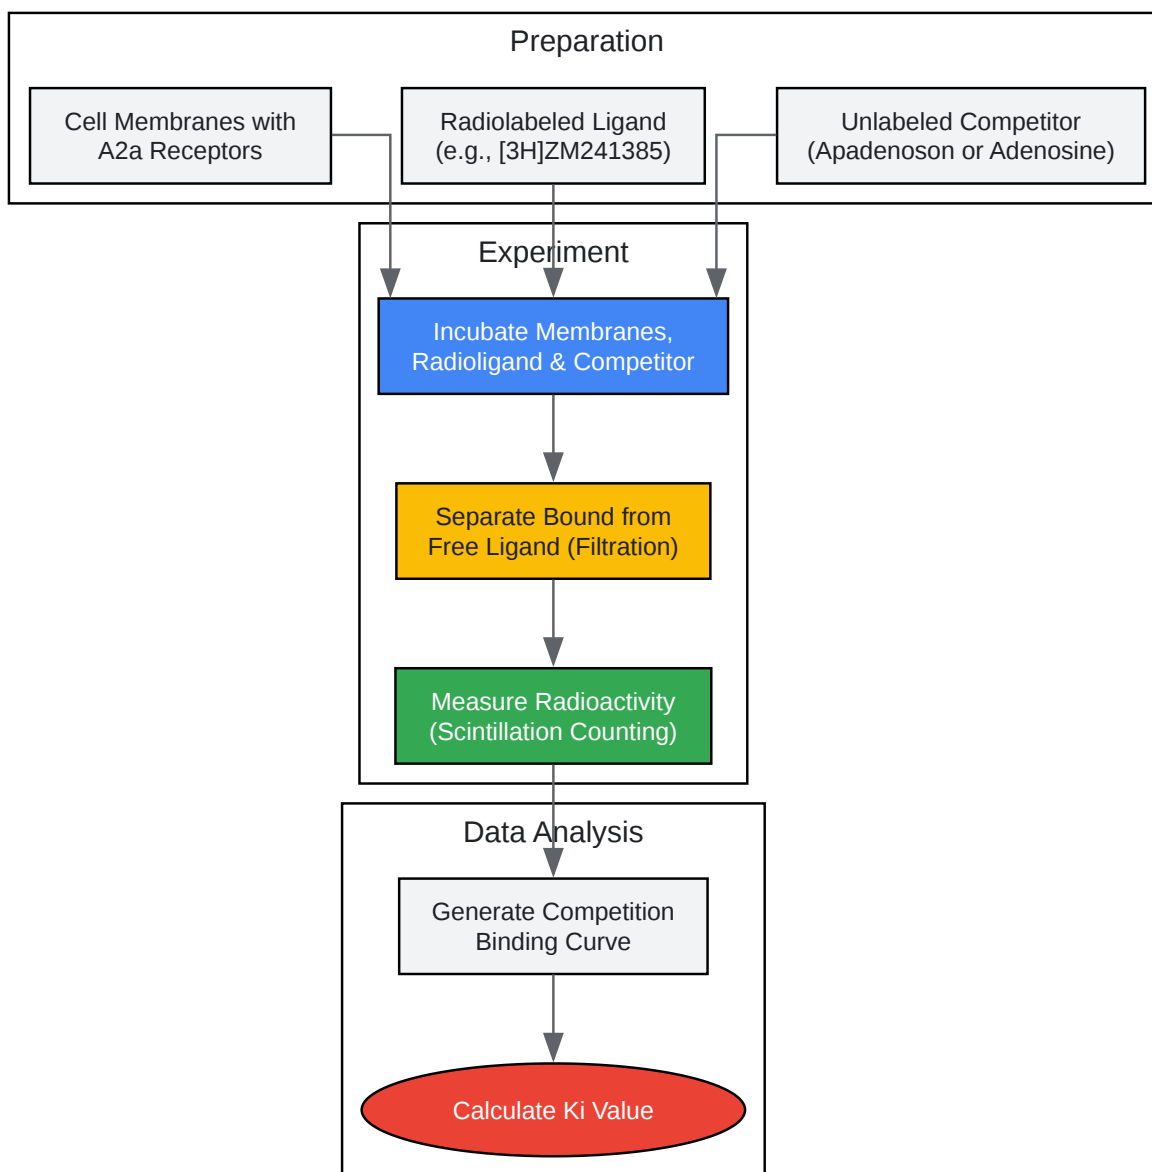 Preparation
Cell Membranes with
A2a Receptors
Radiolabeled Ligand
(e.g., [3H]ZM241385)
Unlabeled Competitor
(Apadenoson or Adenosine)
Experiment
Incubate Membranes,
Radioligand & Competitor
Separate Bound from
Free Ligand (Filtration)
Measure Radioactivity
(Scintillation Counting)
Data Analysis
Generate Competition
Binding Curve
Calculate Ki Value